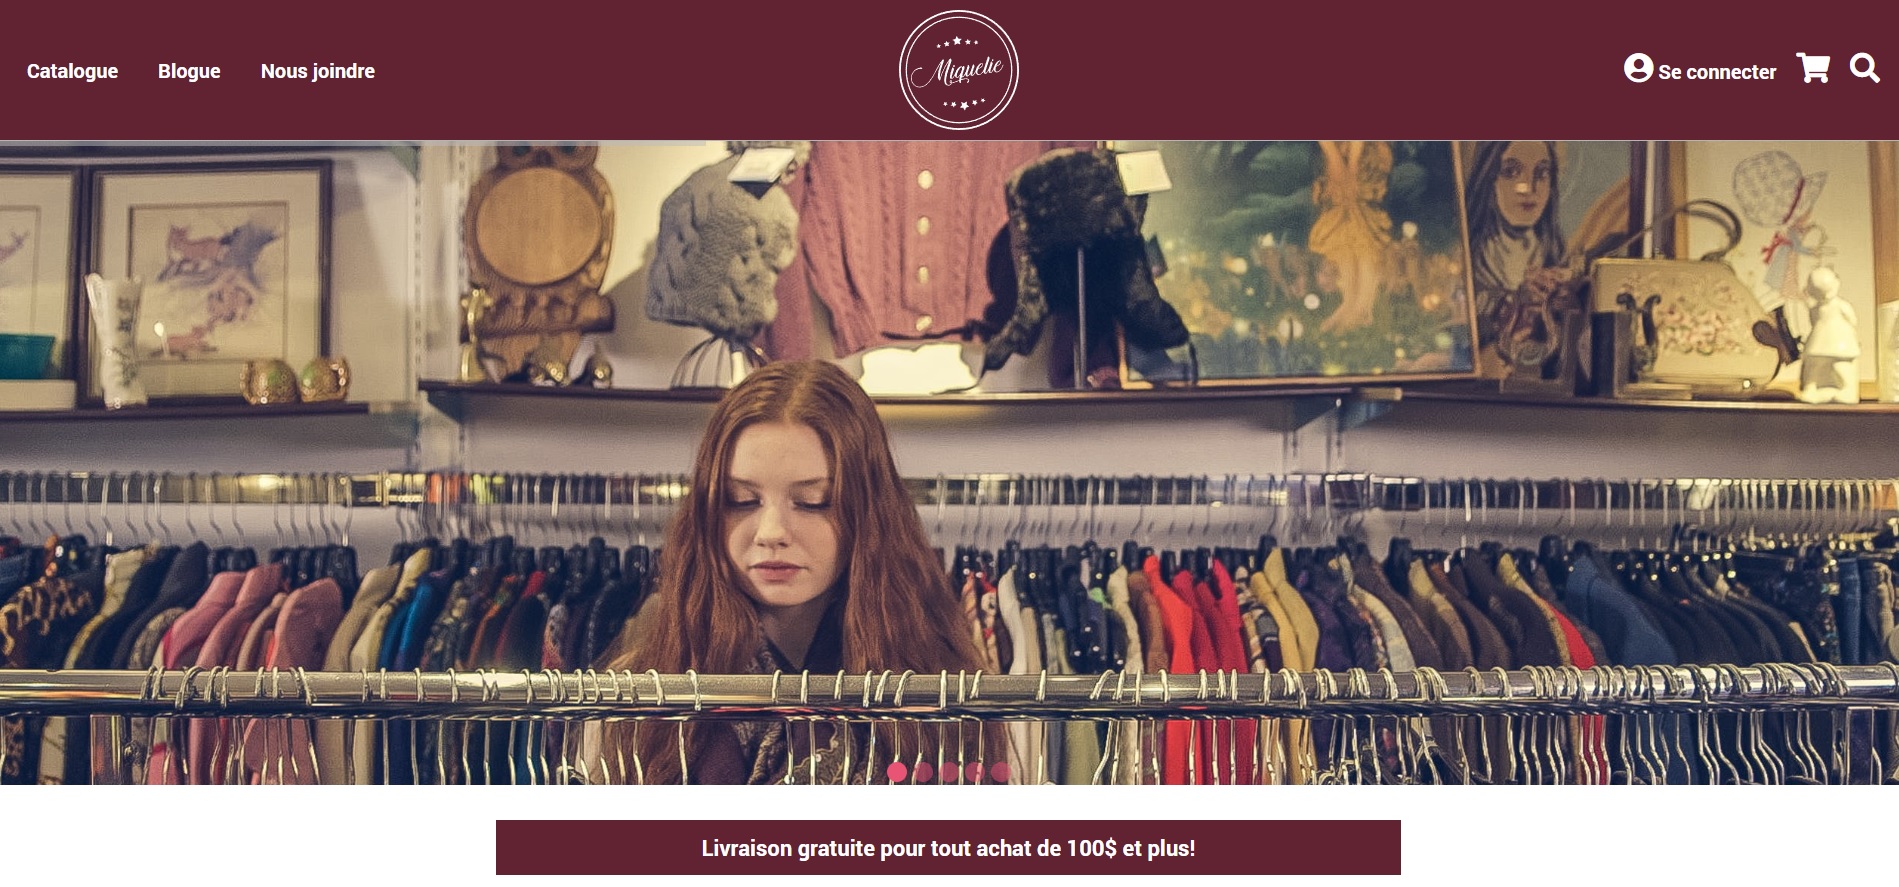 Catalogue Blogue Nous joindre
Miquelie
Se connecter
Livraison gratuite pour tout achat de 100$ et plus!